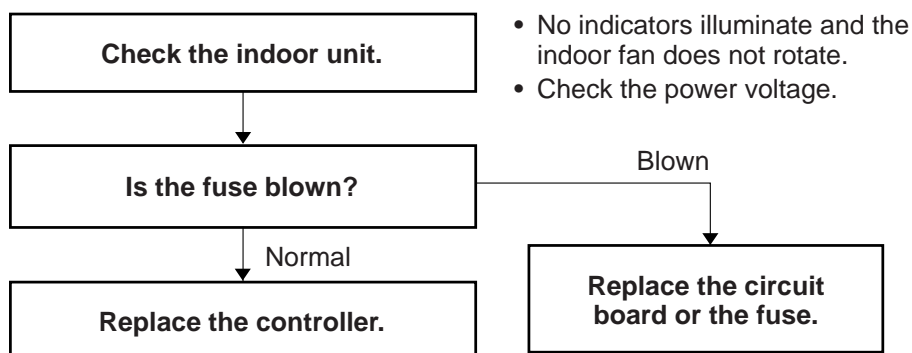 Check the indoor unit.
• No indicators illuminate and the
indoor fan does not rotate.
• Check the power voltage.
Is the fuse blown?
Blown
Normal
Replace the controller.
Replace the circuit
board or the fuse.